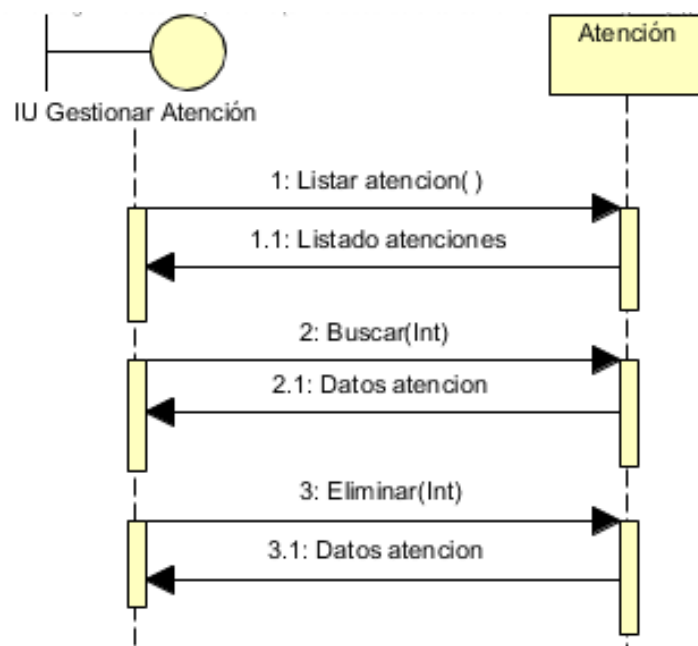 Atención
IU Gestionar Atención
1: Listar atencion( )
1.1: Listado atenciones
2: Buscar(Int)
2.1: Datos atencion
3: Eliminar(Int)
3.1: Datos atencion